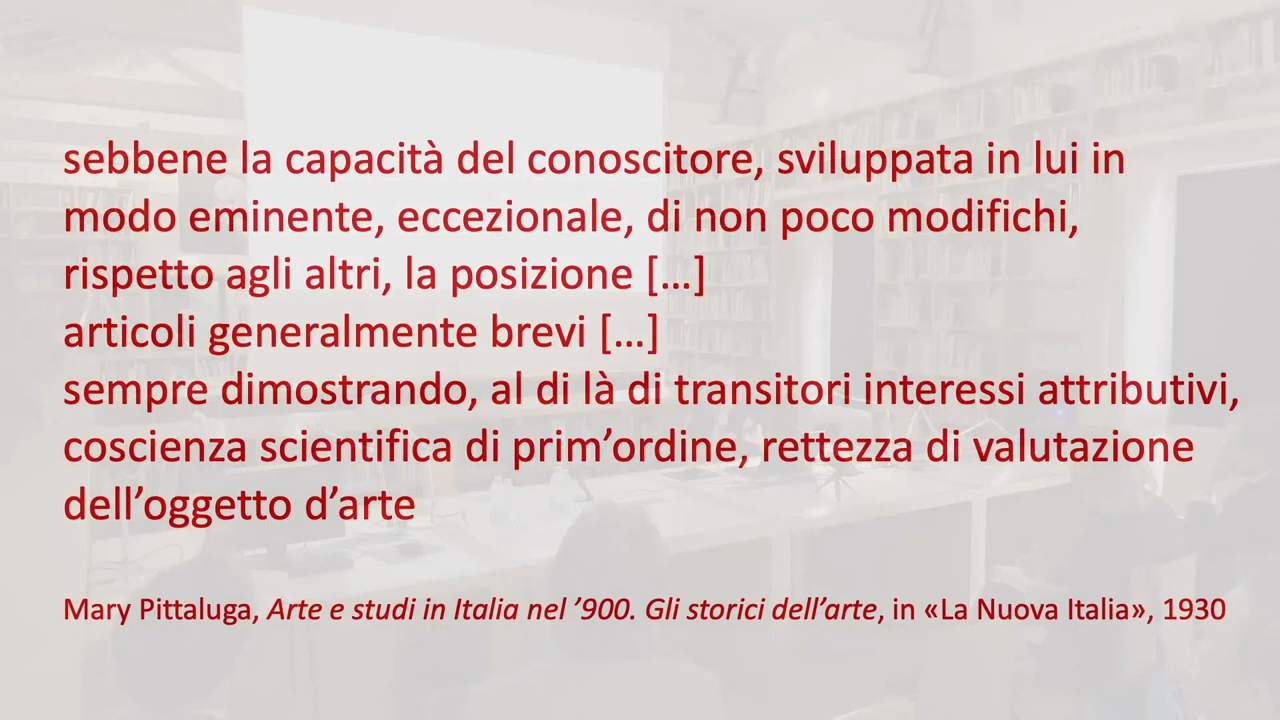 sebbene la capacità del conoscitore, sviluppata in lui in
modo eminente, eccezionale, di non poco modifichi,
rispetto agli altri, la posizione […]
articoli generalmente brevi […]
sempre dimostrando, al di là di transitori interessi attributivi,
coscienza scientifica di prim’ordine, rettezza di valutazione
dell’oggetto d’arte
Mary Pittaluga, Arte e studi in Italia nel ’900. Gli storici dell’arte, in «La Nuova Italia», 1930